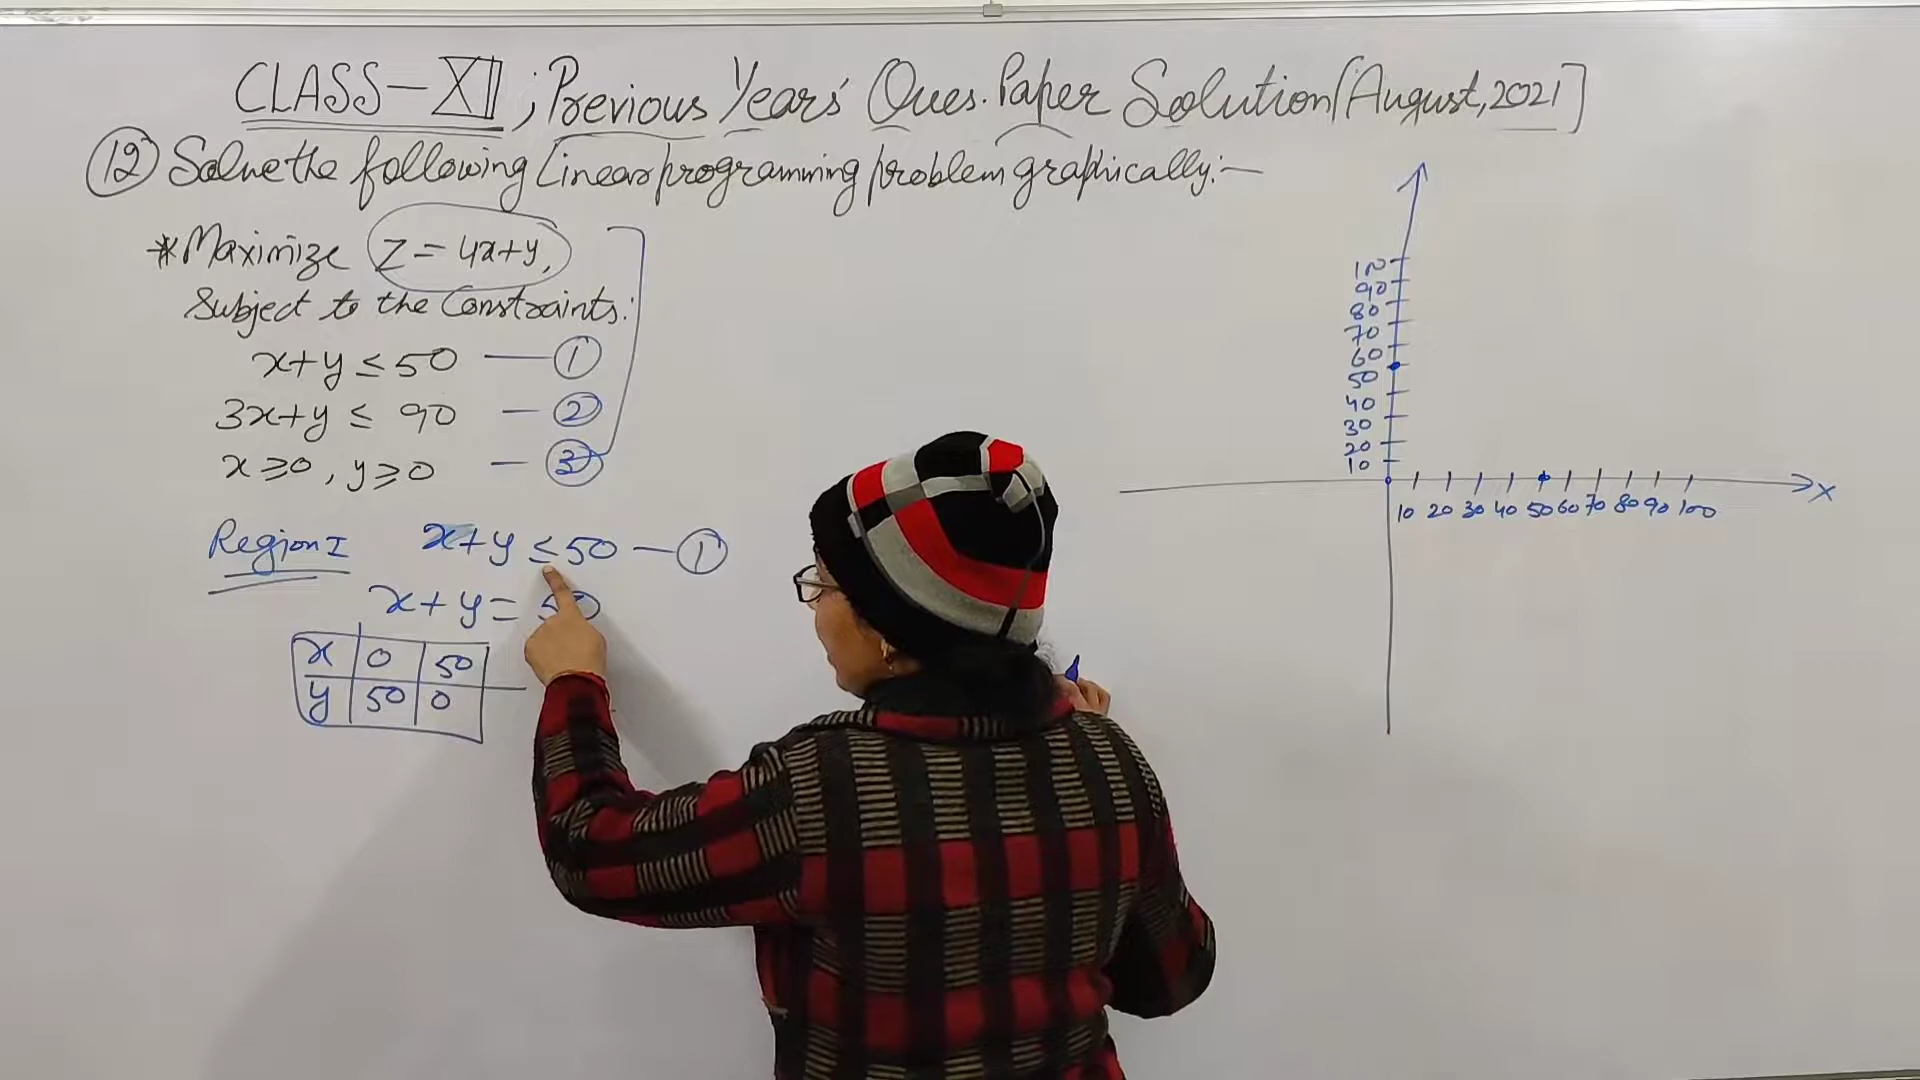 CLASS-XII; Previous Years' Ques. Paper Solution [August, 2021]
(12) Solve the following Linear programming problem graphically:-
*Maximize Z = 4x+y,
Subject to the Constraints:
x+y ≤ 50 — (1)
3x+y ≤ 90 — (2)
x ≥ 0, y ≥ 0 — (3)
Region I x+y ≤ 50 — (1)
x+y = 50
x 0 50
y 50 0
90
80
70
60
50
40
30
20
10
10 20 30 40 50 60 70 80 90 100 X